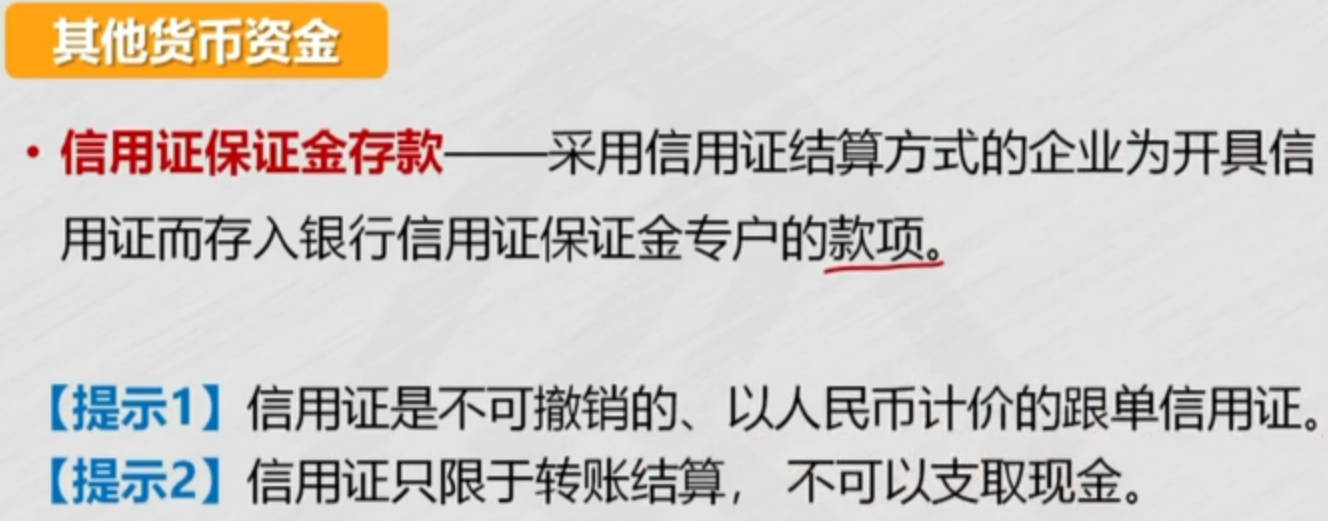 其他货币资金
• 信用证保证金存款——采用信用证结算方式的企业为开具信
用证而存入银行信用证保证金专户的款项。
【提示1】信用证是不可撤销的、以人民币计价的跟单信用证。
【提示2】信用证只限于转账结算， 不可以支取现金。